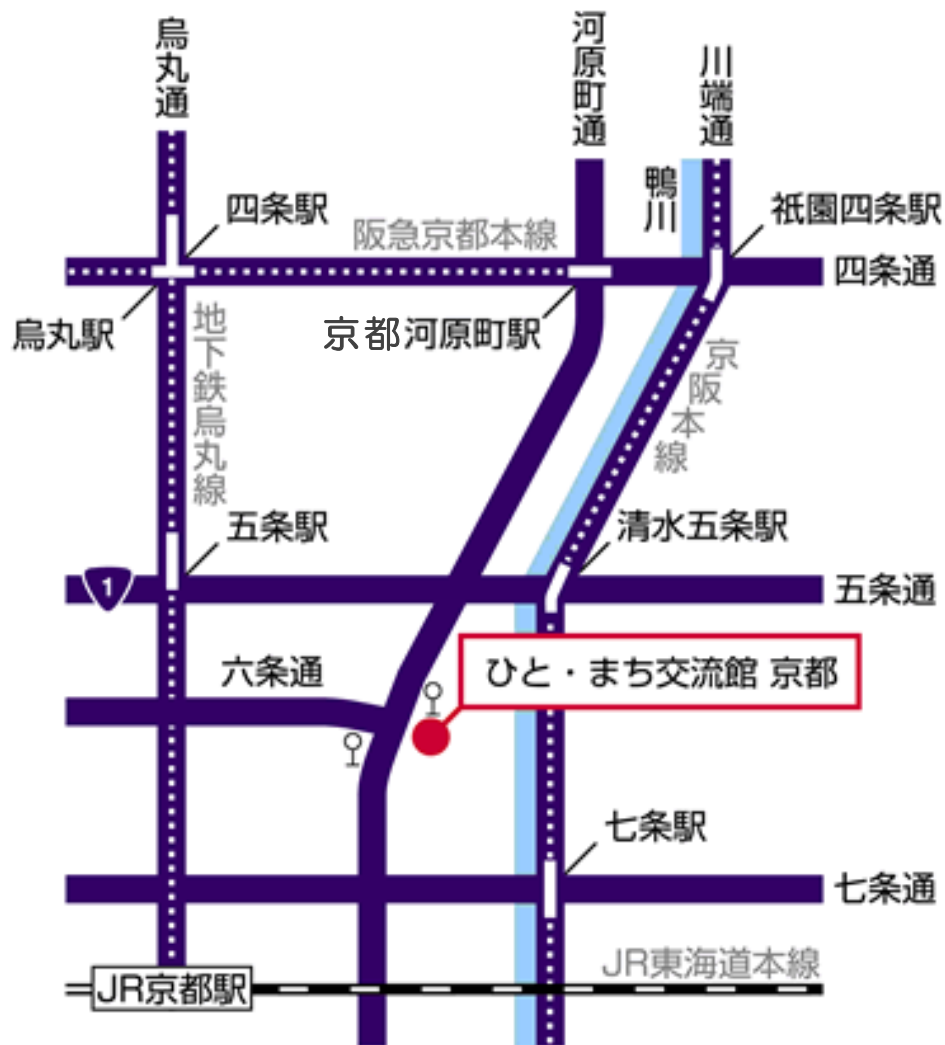 烏丸通
河原町通
川端通
鴨川
四条駅
阪急京都本線
祇園四条駅
四条通
烏丸駅
京都河原町駅
地下鉄烏丸線
京阪本線
五条駅
清水五条駅
1
五条通
六条通
ひと・まち交流館 京都
七条駅
七条通
JR東海道本線
JR京都駅